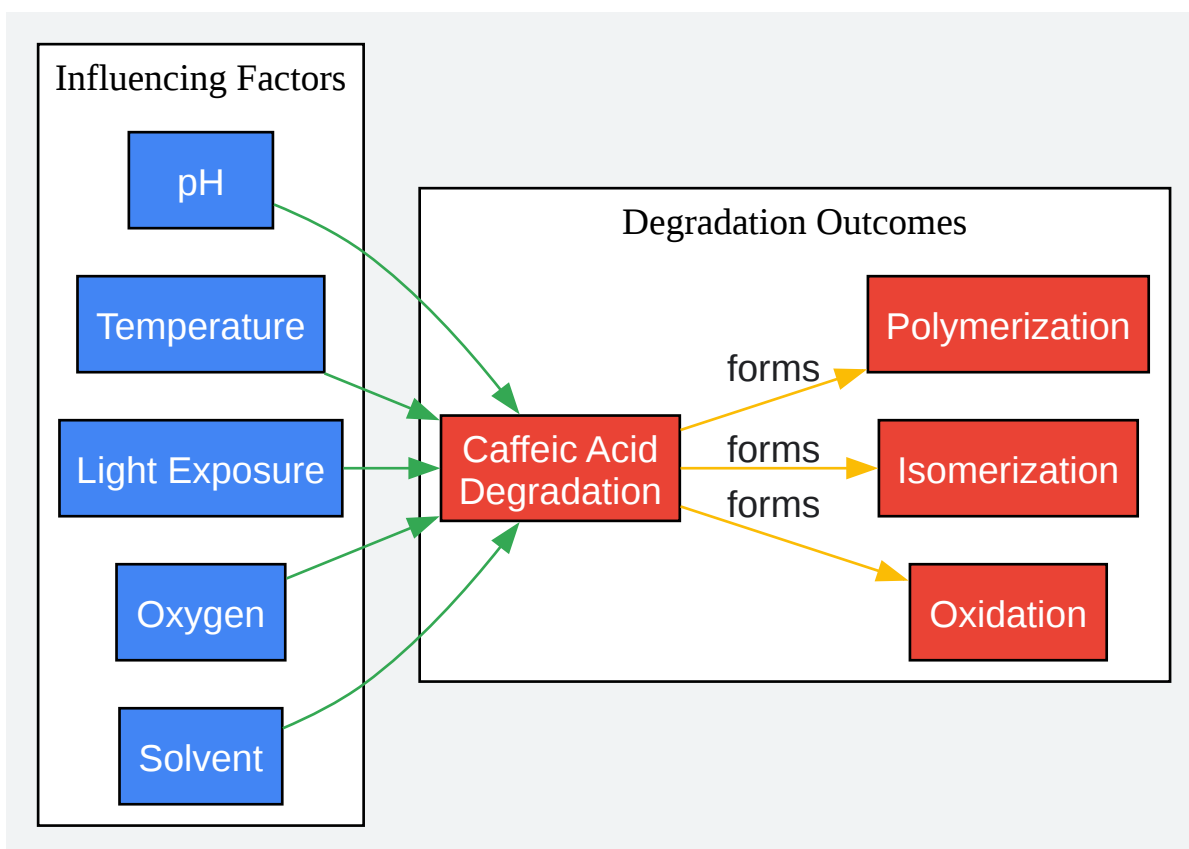 Influencing Factors
pH
Temperature
Light Exposure
Oxygen
Solvent
Degradation Outcomes
Caffeic Acid
Degradation
forms
forms
forms
Polymerization
Isomerization
Oxidation